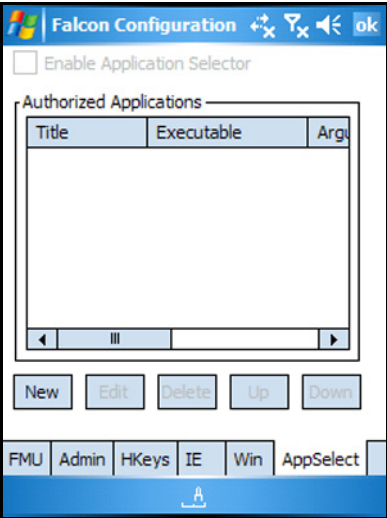 Falcon Configuration ok
Enable Application Selector
Authorized Applications
Title Executable Argu
New Edit Delete Up Down
FMU Admin HKeys IE Win AppSelect
A